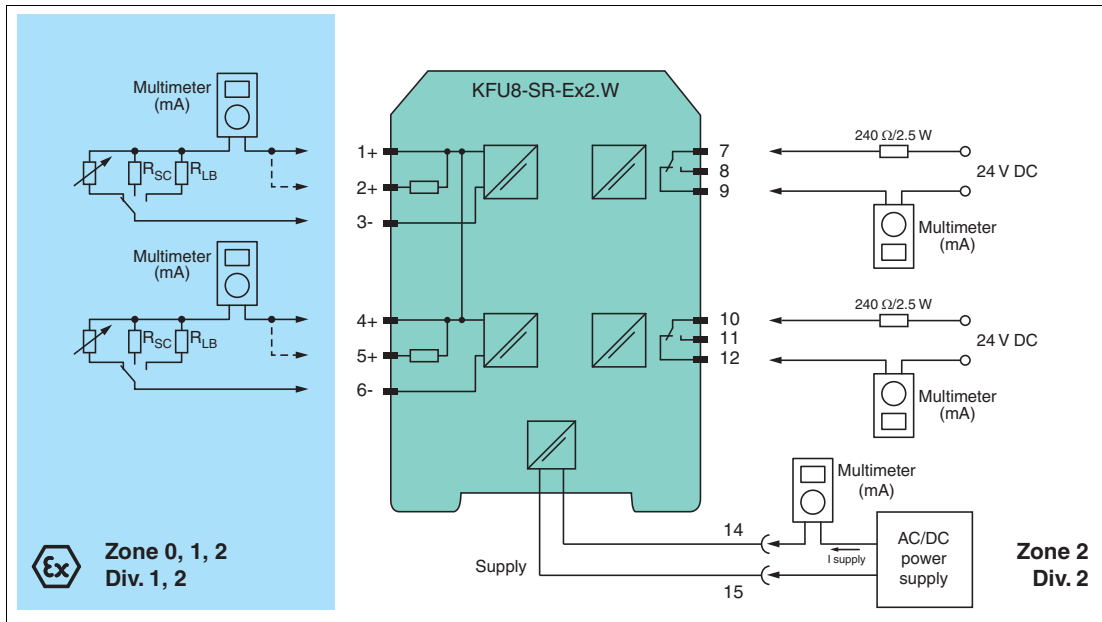 KFU8-SR-Ex2.W
Multimeter
(mA)
RSC
RLB
1+
2+
3-
Multimeter
(mA)
RSC
RLB
4+
5+
6-
7
8
9
240 Ω/2.5 W
24 V DC
Multimeter
(mA)
10
11
12
240 Ω/2.5 W
24 V DC
Multimeter
(mA)
Multimeter
(mA)
14
15
Supply
I supply
AC/DC
power
supply
Ex
Zone 0, 1, 2
Div. 1, 2
Zone 2
Div. 2